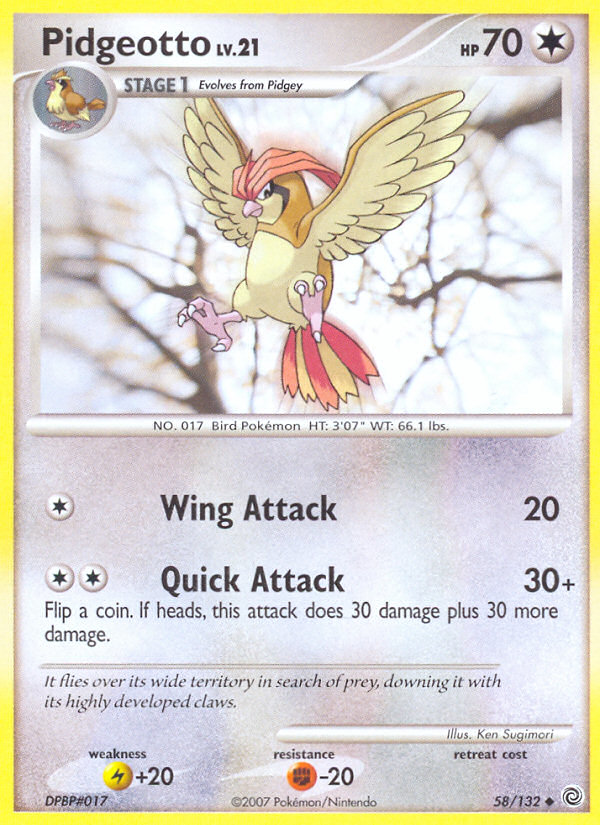 Pidgeotto LV.21 HP 70
STAGE 1 Evolves from Pidgey
NO. 017 Bird Pokémon HT: 3'07" WT: 66.1 lbs.
Wing Attack 20
Quick Attack 30+
Flip a coin. If heads, this attack does 30 damage plus 30 more
damage.
It flies over its wide territory in search of prey, downing it with
its highly developed claws.
Illus. Ken Sugimori
weakness resistance retreat cost
+20 -20
DPBP#017 ©2007 Pokémon/Nintendo 58/132